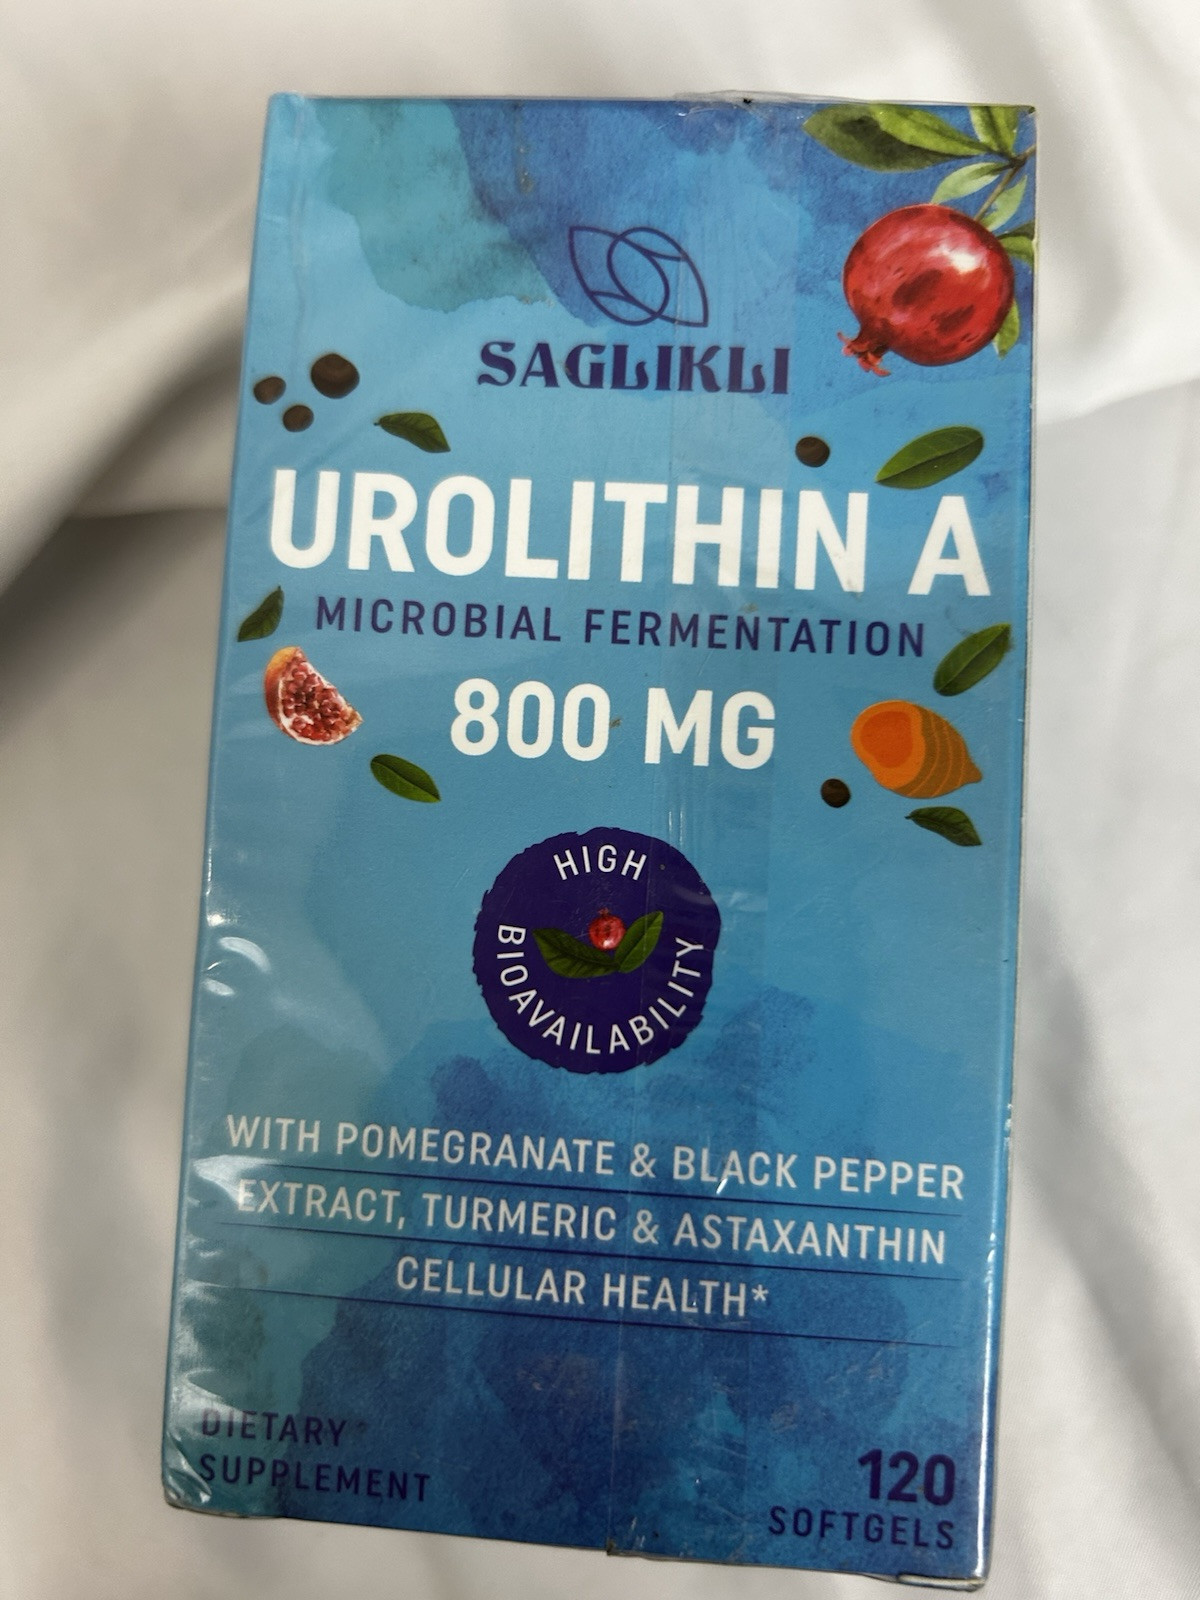 SAGLIKLI
UROLITHIN A
MICROBIAL FERMENTATION
800 MG
HIGH
BIOAVAILABILITY
WITH POMEGRANATE & BLACK PEPPER
EXTRACT, TURMERIC & ASTAXANTHIN
CELLULAR HEALTH*
DIETARY
SUPPLEMENT
120
SOFTGELS